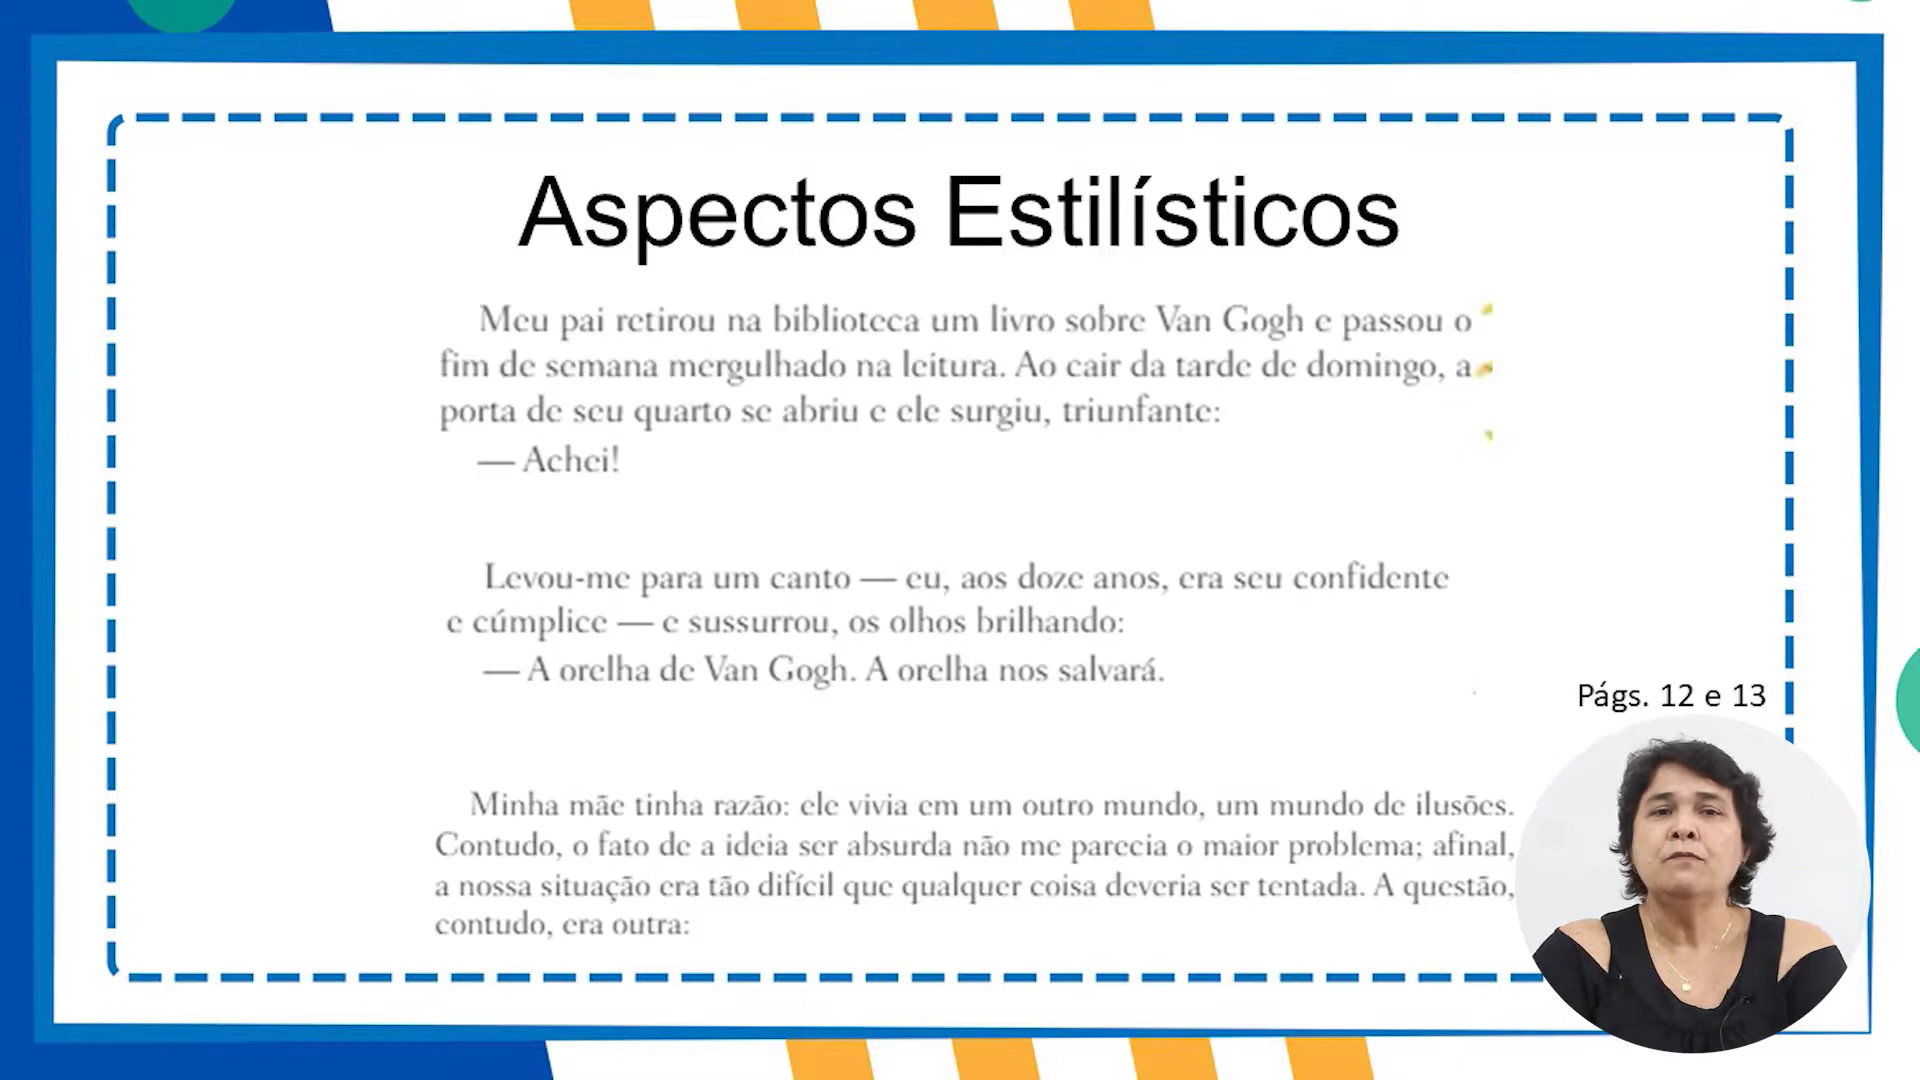 Aspectos Estilísticos
Meu pai retirou na biblioteca um livro sobre Van Gogh e passou o
fim de semana mergulhado na leitura. Ao cair da tarde de domingo, a
porta de seu quarto se abriu e ele surgiu, triunfante:
— Achei!
Levou-me para um canto — eu, aos doze anos, era seu confidente
e cúmplice — e sussurrou, os olhos brilhando:
— A orelha de Van Gogh. A orelha nos salvará.
Págs. 12 e 13
Minha mãe tinha razão: ele vivia em um outro mundo, um mundo de ilusões.
Contudo, o fato de a ideia ser absurda não me parecia o maior problema; afinal,
a nossa situação era tão difícil que qualquer coisa deveria ser tentada. A questão,
contudo, era outra: